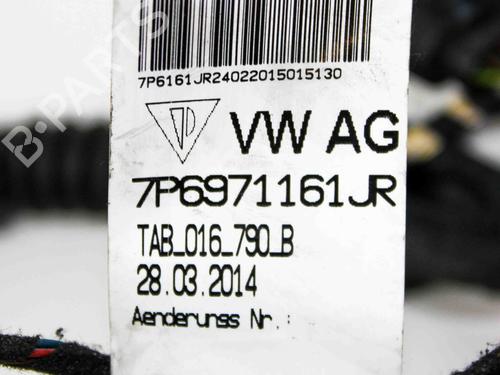 7P6161JR24022015015130
VW AG
7P6971161JR
TAB_016_790_B
28.03.2014
Aenderungs Nr.:
B-PARTS